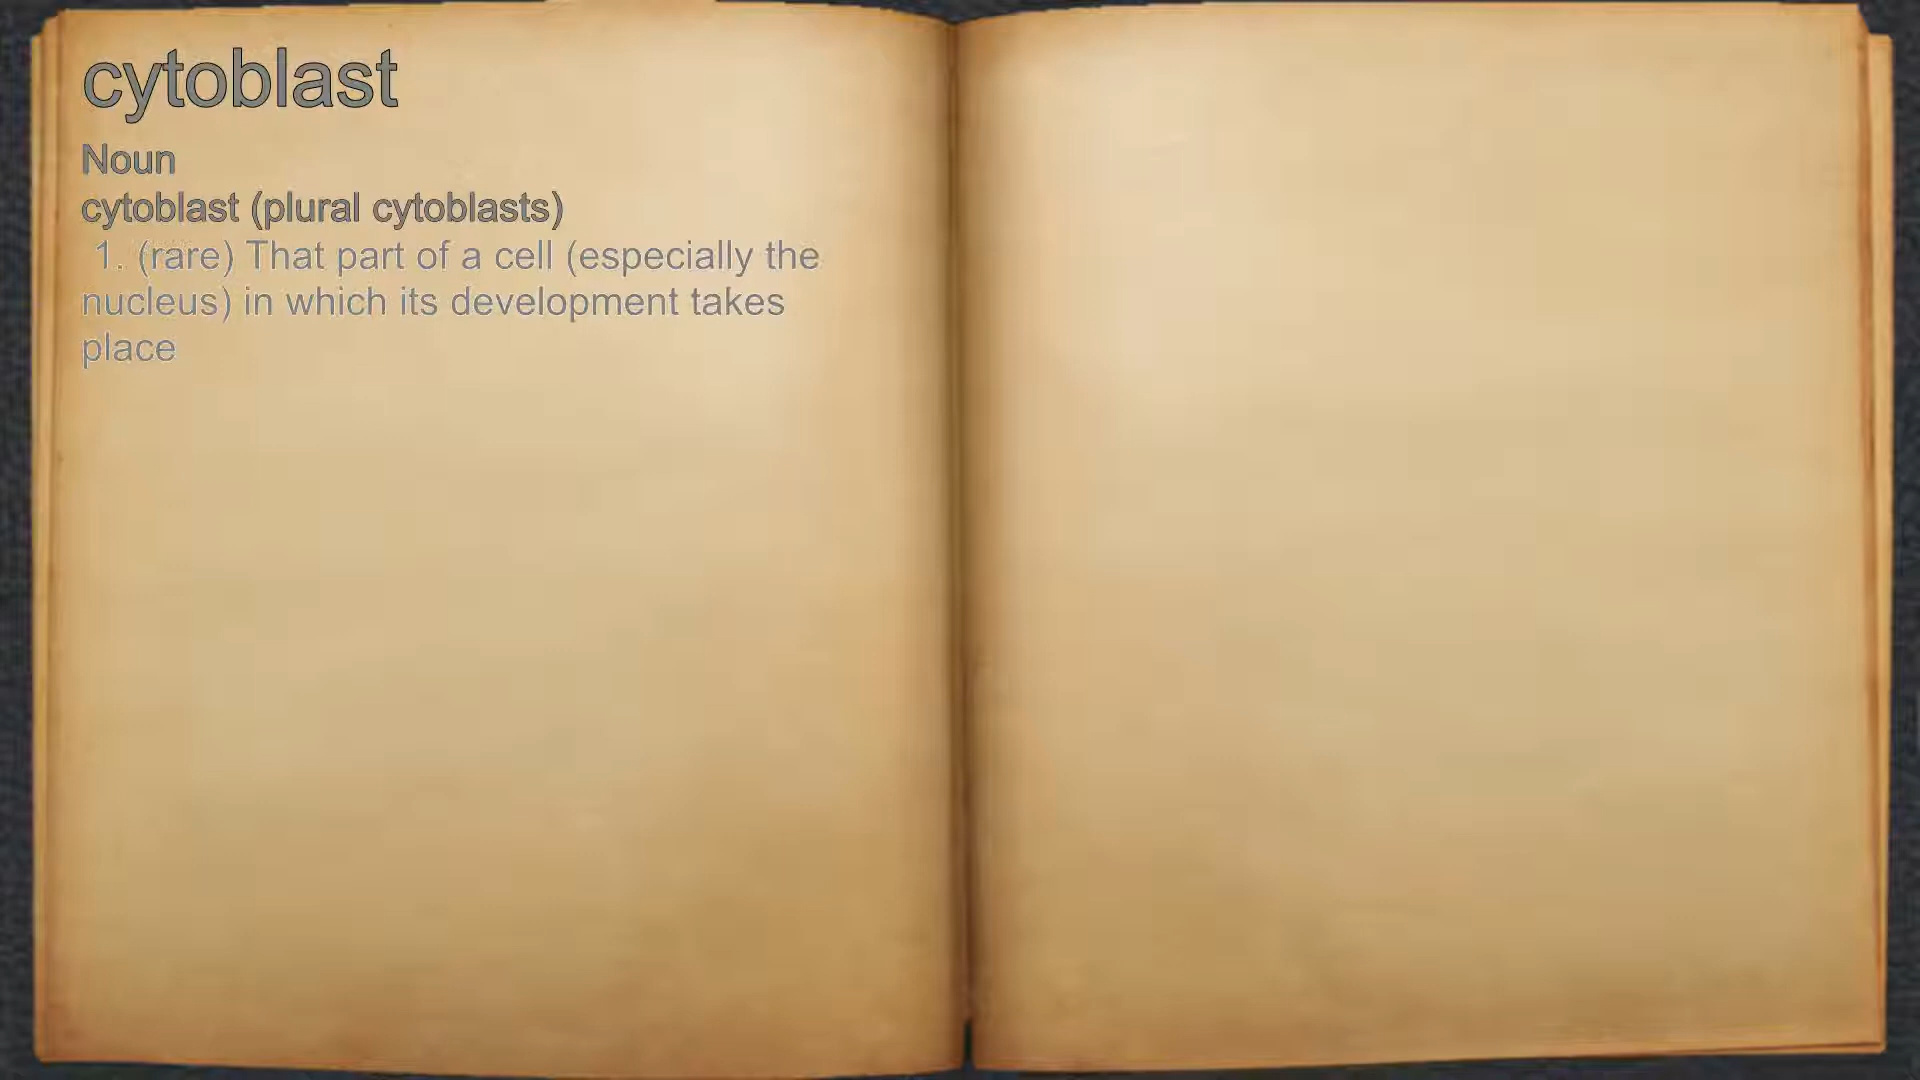 cytoblast
Noun
cytoblast (plural cytoblasts)
1. (rare) That part of a cell (especially the
nucleus) in which its development takes
place